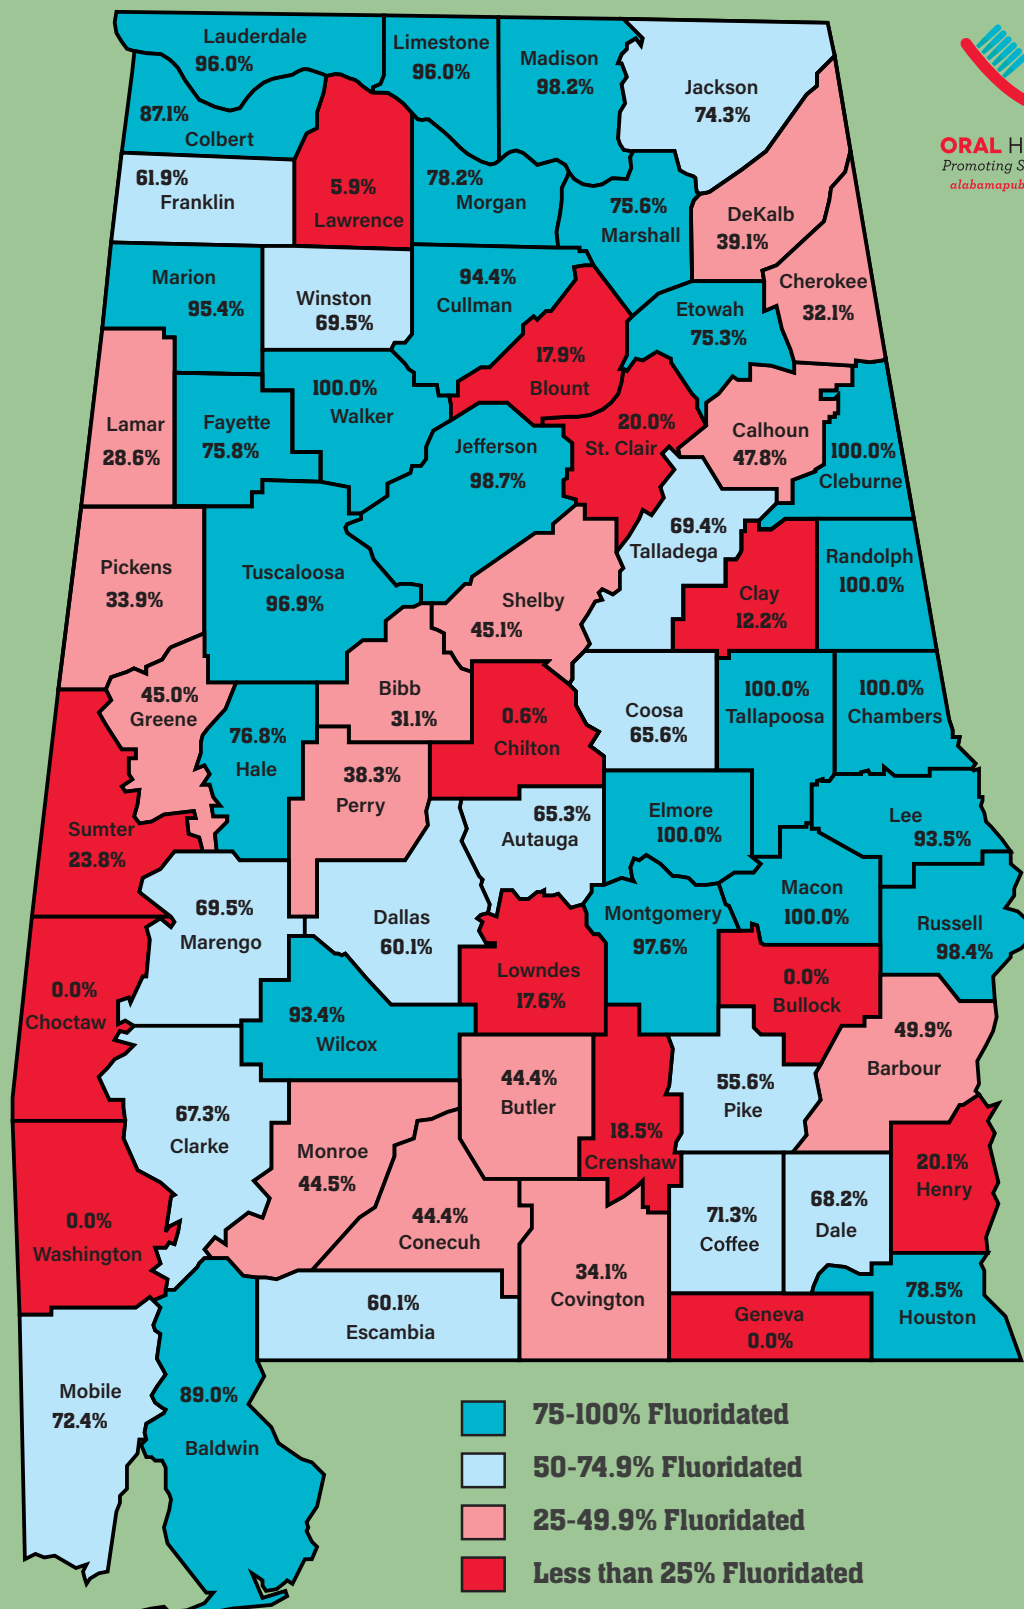 Lauderdale
96.0%
Limestone
96.0%
Madison
98.2%
Jackson
74.3%
ORAL H
Promoting S
alabamapub
87.1%
Colbert
61.9%
Franklin
5.9%
Lawrence
78.2%
Morgan
75.6%
Marshall
DeKalb
39.1%
Cherokee
32.1%
Marion
95.4%
Winston
69.5%
94.4%
Cullman
17.9%
Blount
Etowah
75.3%
Lamar
28.6%
Fayette
75.8%
100.0%
Walker
Jefferson
98.7%
20.0%
St. Clair
Calhoun
47.8%
100.0%
Cleburne
Pickens
33.9%
Tuscaloosa
96.9%
Shelby
45.1%
69.4%
Talladega
Clay
12.2%
Randolph
100.0%
45.0%
Greene
76.8%
Hale
Bibb
31.1%
0.6%
Chilton
Coosa
65.6%
100.0%
Tallapoosa
100.0%
Chambers
Sumter
23.8%
38.3%
Perry
65.3%
Autauga
Elmore
100.0%
Lee
93.5%
69.5%
Marengo
Dallas
60.1%
Lowndes
17.6%
Montgomery
97.6%
Macon
100.0%
Russell
98.4%
0.0%
Choctaw
93.4%
Wilcox
0.0%
Bullock
49.9%
Barbour
67.3%
Clarke
Monroe
44.5%
44.4%
Butler
18.5%
Crenshaw
55.6%
Pike
20.1%
Henry
0.0%
Washington
44.4%
Conecuh
34.1%
Covington
71.3%
Coffee
68.2%
Dale
78.5%
Houston
60.1%
Escambia
Geneva
0.0%
Mobile
72.4%
89.0%
Baldwin
75-100% Fluoridated
50-74.9% Fluoridated
25-49.9% Fluoridated
Less than 25% Fluoridated